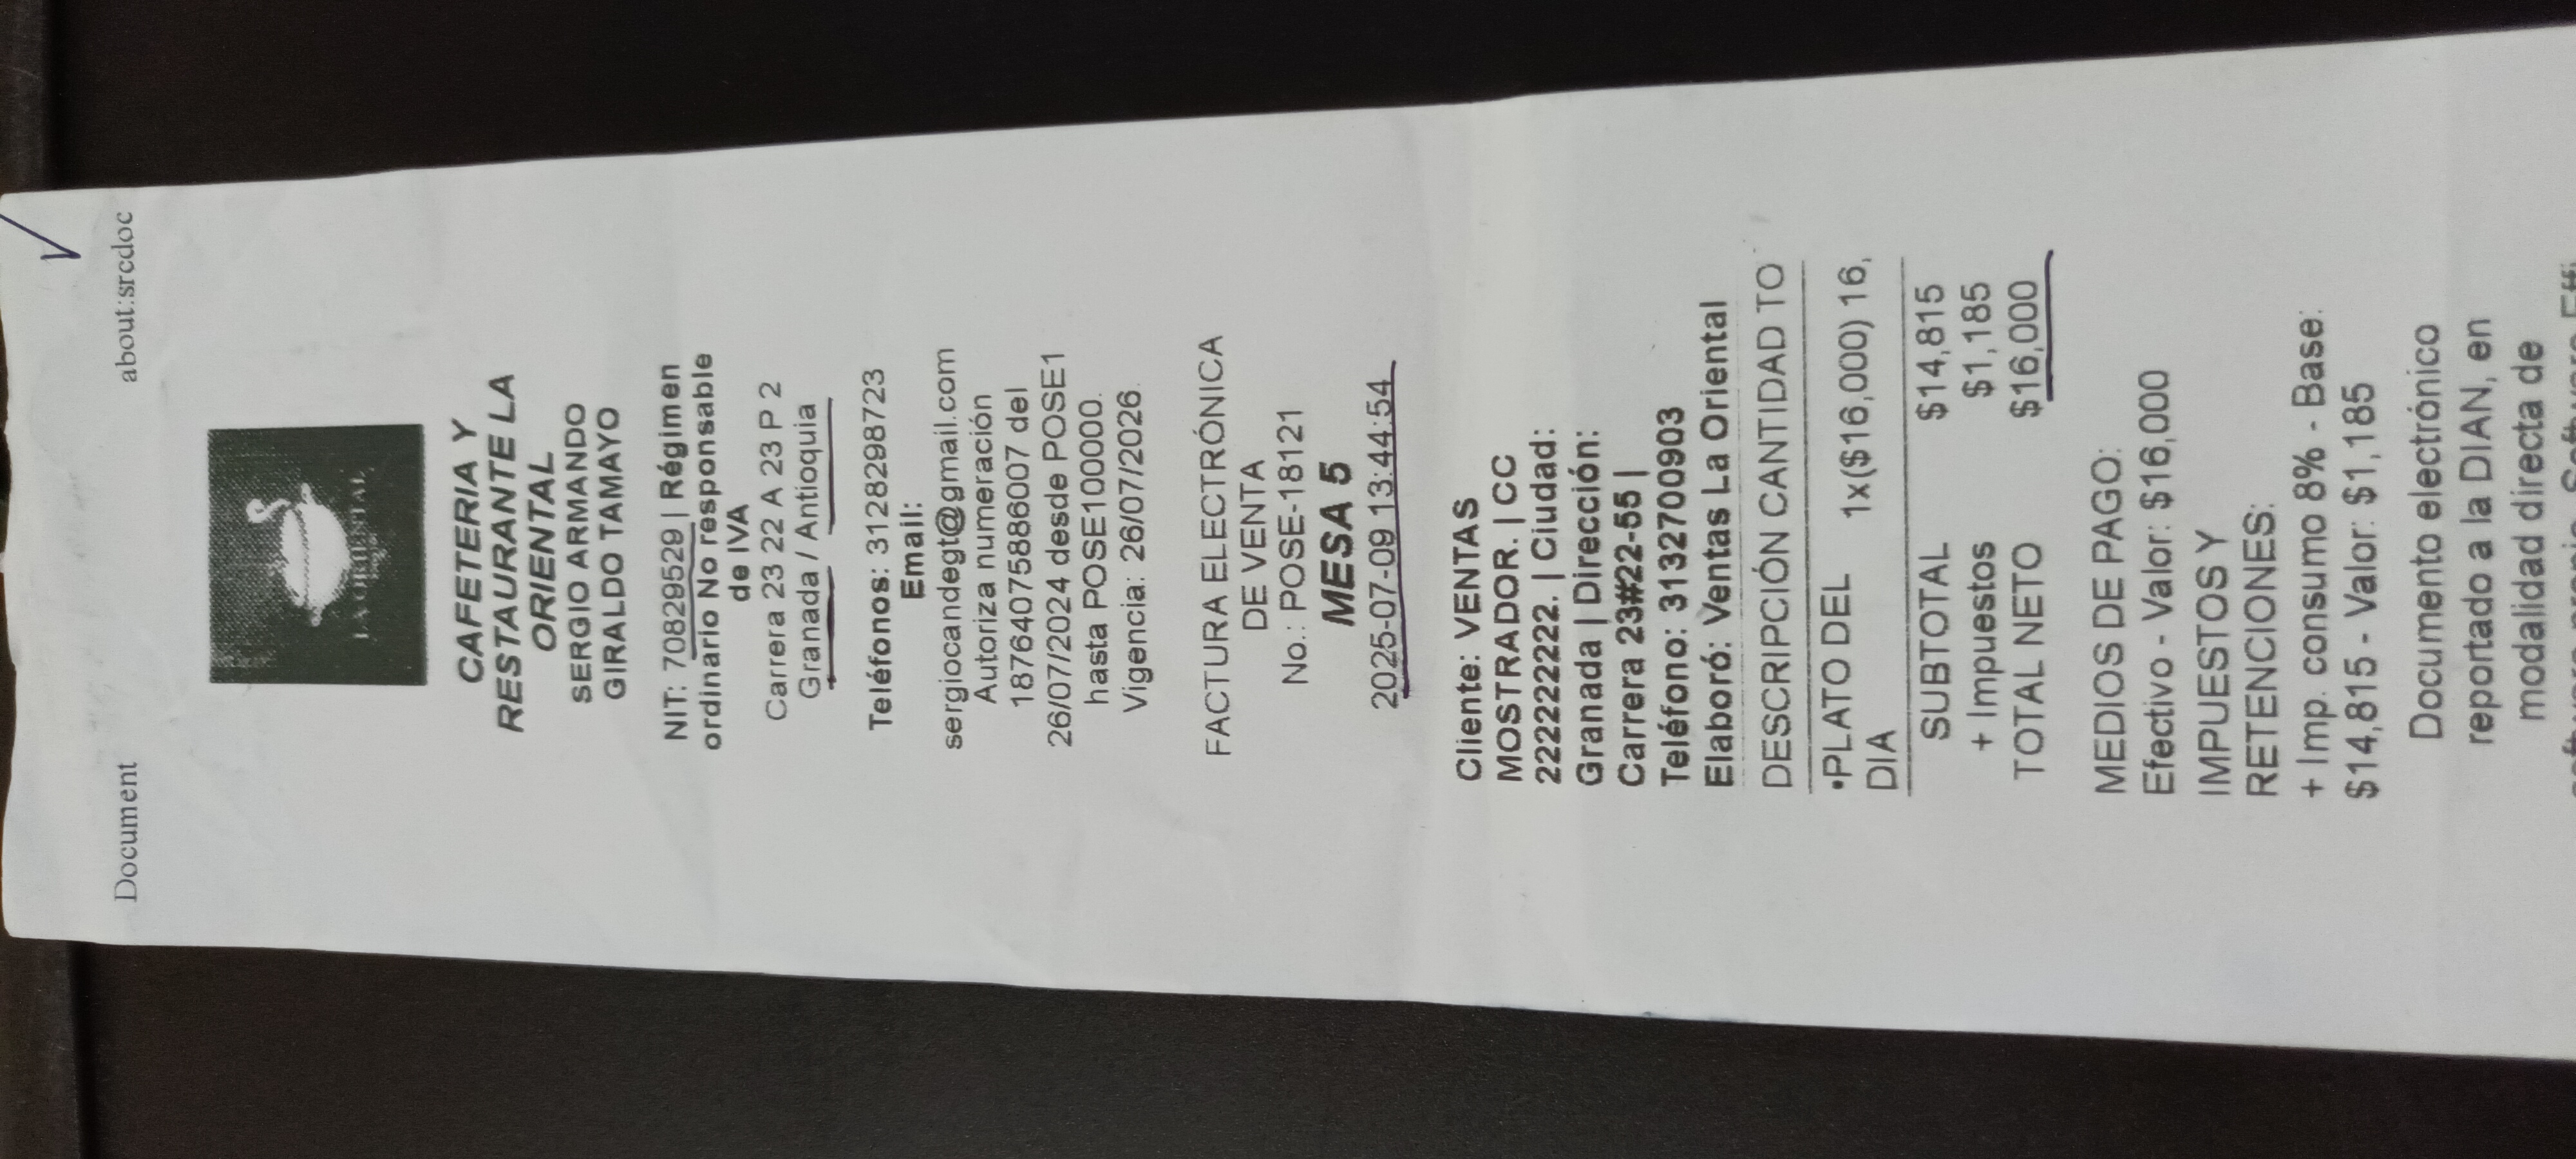 Document about:srcdoc
LA ORIENTAL
CAFETERIA Y
RESTAURANTE LA
ORIENTAL
SERGIO ARMANDO
GIRALDO TAMAYO
NIT: 70829529 | Régimen
ordinario No responsable
de IVA
Carrera 23 22 A 23 P 2
Granada / Antioquia
Teléfonos: 3128298723
Email:
sergiocandegt@gmail.com
Autoriza numeración
18764075886007 del
26/07/2024 desde POSE1
hasta POSE100000.
Vigencia: 26/07/2026
FACTURA ELECTRÓNICA
DE VENTA
No.: POSE-18121
MESA 5
2025-07-09 13:44:54
Cliente: VENTAS
MOSTRADOR. | CC
222222222. | Ciudad:
Granada | Dirección:
Carrera 23#22-55 |
Teléfono: 3132700903
Elaboró: Ventas La Oriental
DESCRIPCIÓN CANTIDAD TO
•PLATO DEL 1x($16,000) 16,
DIA
SUBTOTAL $14,815
+ Impuestos $1,185
TOTAL NETO $16,000
MEDIOS DE PAGO:
Efectivo - Valor: $16,000
IMPUESTOS Y
RETENCIONES:
+ Imp. consumo 8% - Base:
$14,815 - Valor: $1,185
Documento electrónico
reportado a la DIAN, en
modalidad directa de